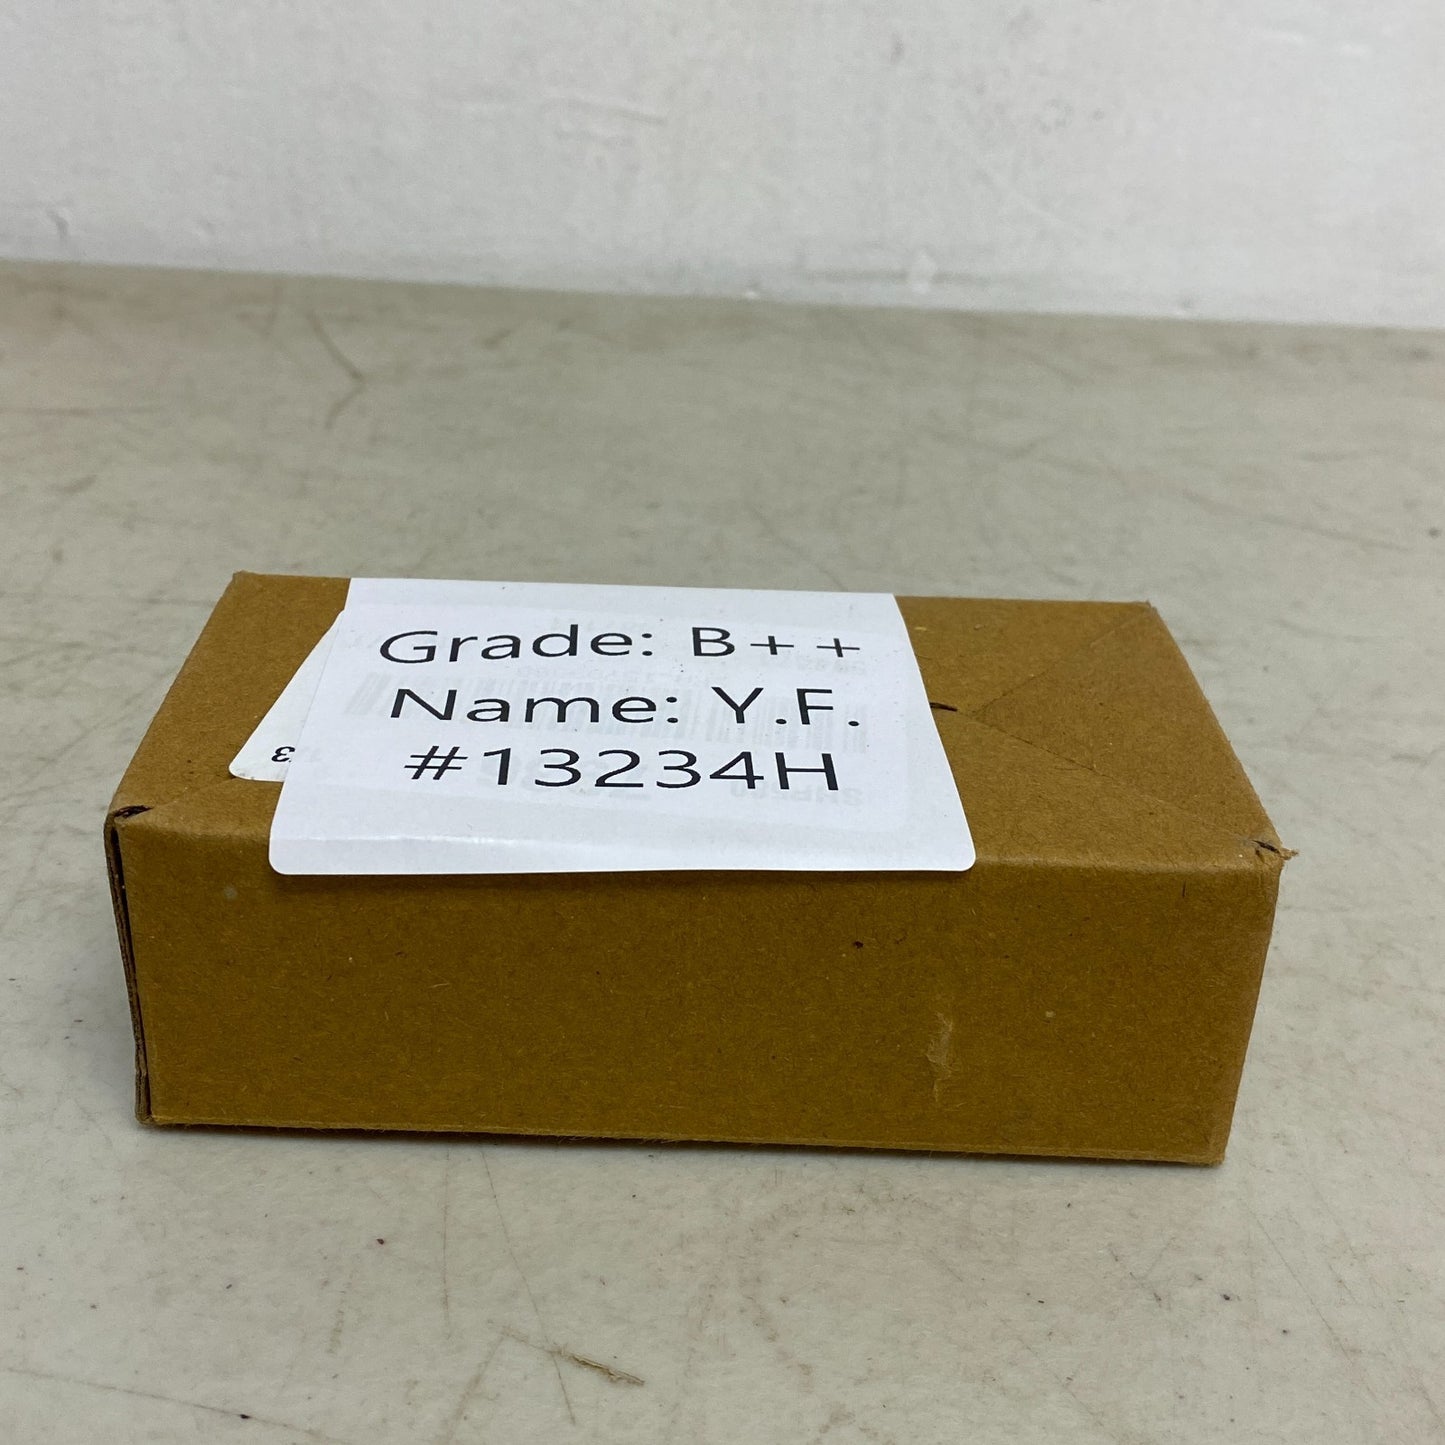 Grade: B++
Name: Y.F.
#13234H